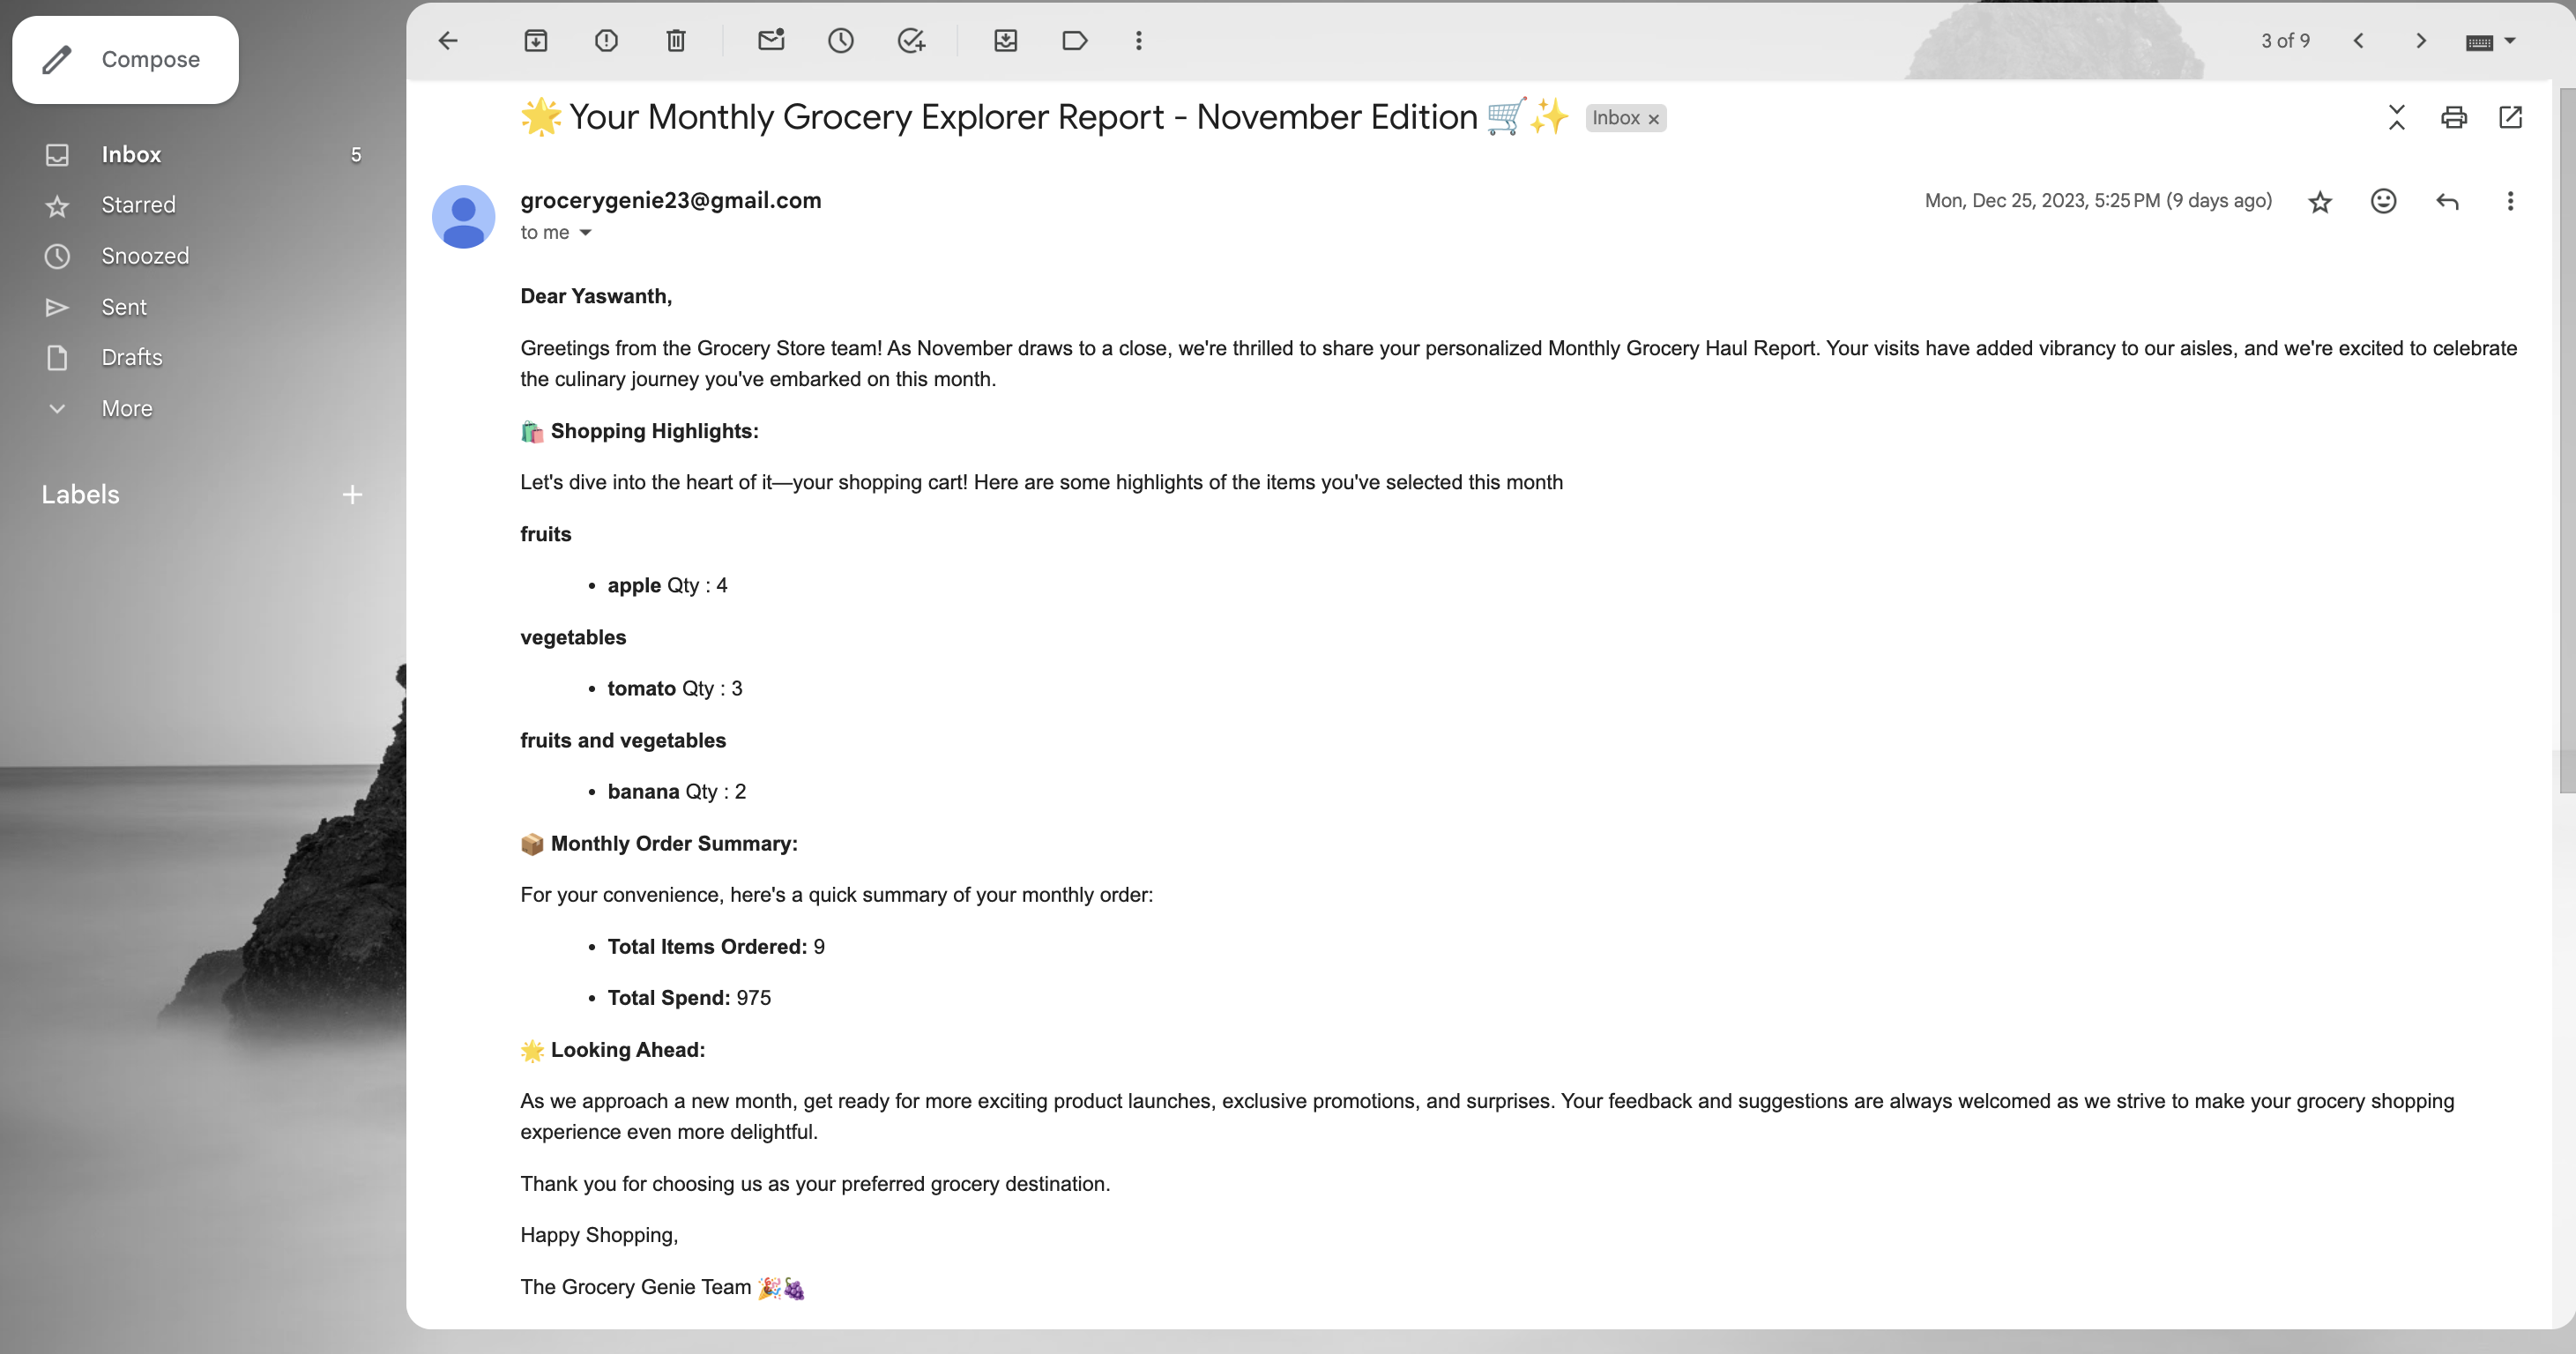 Compose
3 of 9
🌟 Your Monthly Grocery Explorer Report - November Edition 🛒✨ Inbox x
Inbox 5
Starred
Snoozed
Sent
Drafts
More
Labels +
grocerygenie23@gmail.com
Mon, Dec 25, 2023, 5:25 PM (9 days ago)
to me
Dear Yaswanth,
Greetings from the Grocery Store team! As November draws to a close, we're thrilled to share your personalized Monthly Grocery Haul Report. Your visits have added vibrancy to our aisles, and we're excited to celebrate
the culinary journey you've embarked on this month.
🛍️ Shopping Highlights:
Let's dive into the heart of it—your shopping cart! Here are some highlights of the items you've selected this month
fruits
• apple Qty : 4
vegetables
• tomato Qty : 3
fruits and vegetables
• banana Qty : 2
📦 Monthly Order Summary:
For your convenience, here's a quick summary of your monthly order:
• Total Items Ordered: 9
• Total Spend: 975
🌟 Looking Ahead:
As we approach a new month, get ready for more exciting product launches, exclusive promotions, and surprises. Your feedback and suggestions are always welcomed as we strive to make your grocery shopping
experience even more delightful.
Thank you for choosing us as your preferred grocery destination.
Happy Shopping,
The Grocery Genie Team 🎉🍇